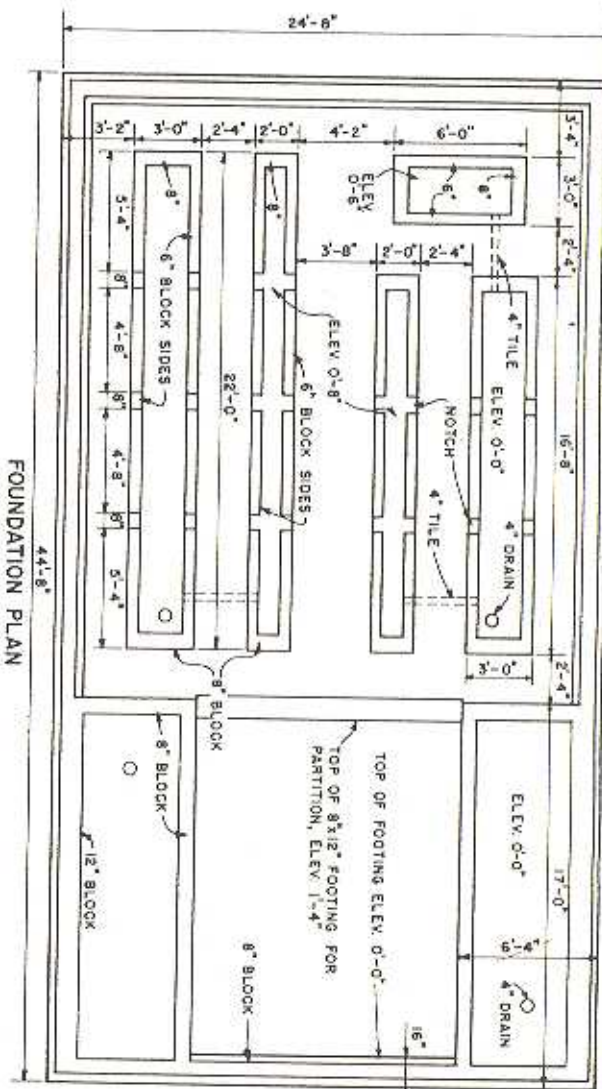 24'-8"
3'-2"
3'-0"
2'-4"
2'-0"
4'-2"
6'-0"
3'-4"
3'-0"
2'-4"
8"
8"
8"
6"
ELEV.
0'-6"
5'-4"
8"
4'-8"
8"
4'-8"
8"
5'-4"
6" BLOCK SIDES
22'-0"
3'-8"
2'-0"
2'-4"
4" TILE
ELEV. 0'-8"
6" BLOCK SIDES
ELEV. 0'-0"
16'-8"
NOTCH
4" TILE
4" DRAIN
3'-0"
2'-4"
8" BLOCK
8" BLOCK
12" BLOCK
TOP OF 8"x12" FOOTING FOR
PARTITION, ELEV. 1'-4"
TOP OF FOOTING ELEV. 0'-0"
8" BLOCK
16"
ELEV. 0'-0"
17'-0"
6'-4"
4" DRAIN
44'-8"
FOUNDATION PLAN